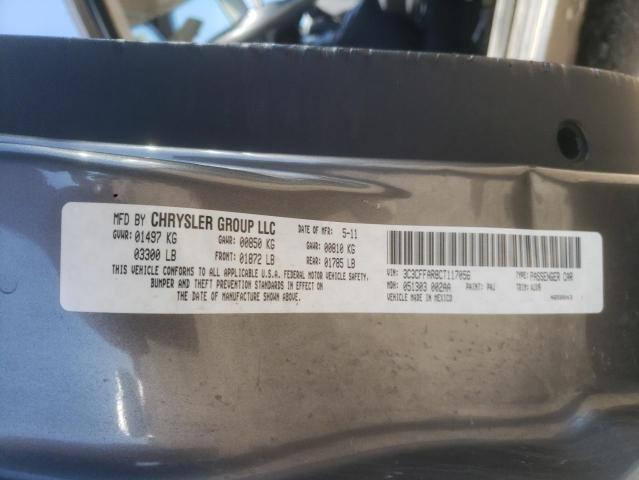 MFD BY CHRYSLER GROUP LLC DATE OF MFR: 5-11
GVWR: 01497 KG GAWR: 00850 KG GAWR: 00810 KG
03300 LB FRONT: 01872 LB REAR: 01785 LB
THIS VEHICLE CONFORMS TO ALL APPLICABLE U.S.A. FEDERAL MOTOR VEHICLE SAFETY,
BUMPER AND THEFT PREVENTION STANDARDS IN EFFECT ON
THE DATE OF MANUFACTURE SHOWN ABOVE.
VIN: 3C3CFFAR8CT117056 TYPE: PASSENGER CAR
MDH: 051303 002AA PAINT: PAU TRIM:
VEHICLE MADE IN MEXICO